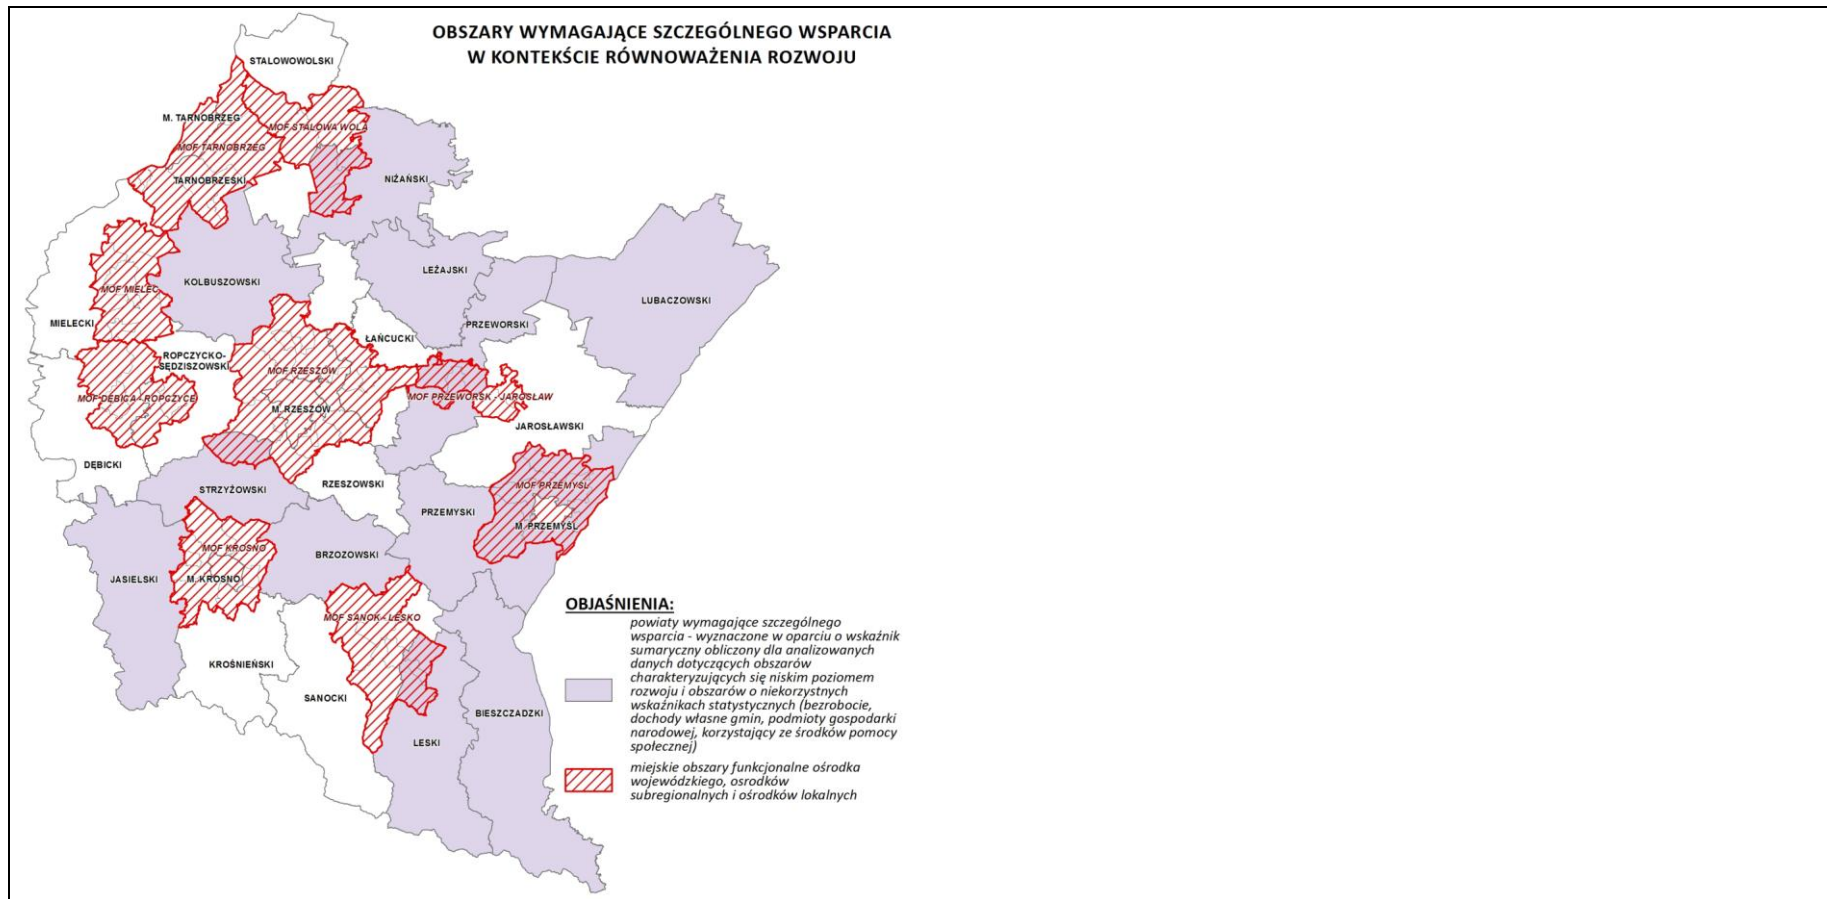 OBSZARY WYMAGAJĄCE SZCZEGÓLNEGO WSPARCIA
W KONTEKŚCIE RÓWNOWAŻENIA ROZWOJU
STALOWOWOLSKI
M. TARNOBRZEG
MOF STALOWA WOLA
MOF TARNOBRZEG
TARNOBRZESKI
NIŻAŃSKI
LEŻAJSKI
KOLBUSZOWSKI
MOF MIELEC
LUBACZOWSKI
MIELECKI
PRZEWORSKI
ŁAŃCUCKI
ROPCZYCKO-
SĘDZISZOWSKI
MOF RZESZÓW
MOF DĘBICA - ROPCZYCE
MOF PRZEWORSK - JAROSŁAW
M. RZESZÓW
JAROSŁAWSKI
DĘBICKI
RZESZOWSKI
MOF PRZEMYŚL
STRZYŻOWSKI
PRZEMYSKI
M. PRZEMYŚL
MOF KROSNO
BRZOZOWSKI
JASIELSKI
M. KROSNO
MOF SANOK - LESKO
KROŚNIEŃSKI
SANOCKI
BIESZCZADZKI
LESKI
OBJAŚNIENIA:
powiaty wymagające szczególnego
wsparcia - wyznaczone w oparciu o wskaźnik
sumaryczny obliczony dla analizowanych
danych dotyczących obszarów
charakteryzujących się niskim poziomem
rozwoju i obszarów o niekorzystnych
wskaźnikach statystycznych (bezrobocie,
dochody własne gmin, podmioty gospodarki
narodowej, korzystający ze środków pomocy
społecznej)
miejskie obszary funkcjonalne ośrodka
wojewódzkiego, osrodków
subregionalnych i ośrodków lokalnych